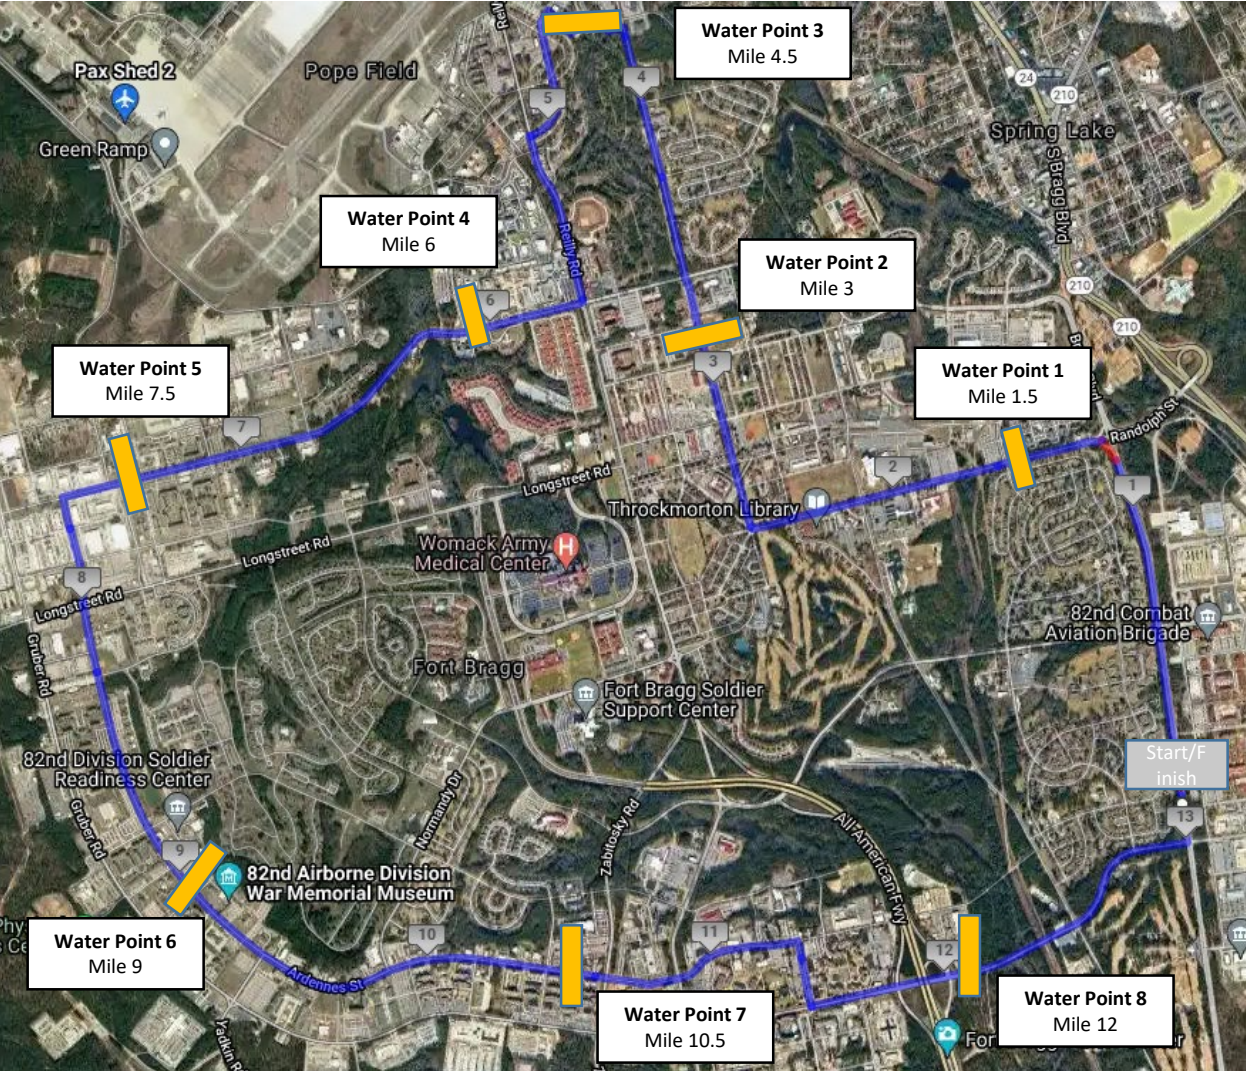 Water Point 3
Mile 4.5
Pax Shed 2
Pope Field
4
24
210
5
Spring Lake
Green Ramp
S Bragg Blvd
Water Point 4
Mile 6
Reilly Rd
Water Point 2
Mile 3
210
6
210
3
Water Point 5
Mile 7.5
Water Point 1
Mile 1.5
Randolph St
7
2
1
Longstreet Rd
Throckmorton Library
Womack Army
Medical Center
H
Longstreet Rd
8
Longstreet Rd
82nd Combat
Aviation Brigade
Gruber Rd
Fort Bragg
Fort Bragg Soldier
Support Center
82nd Division Soldier
Readiness Center
Start/F
inish
13
Normandy Dr
Zabitosky Rd
All American Fwy
Gruber Rd
9
82nd Airborne Division
War Memorial Museum
Phy
Water Point 6
Mile 9
10
11
12
Ardennes St
Water Point 7
Mile 10.5
Water Point 8
Mile 12
Yadkin R
For
er